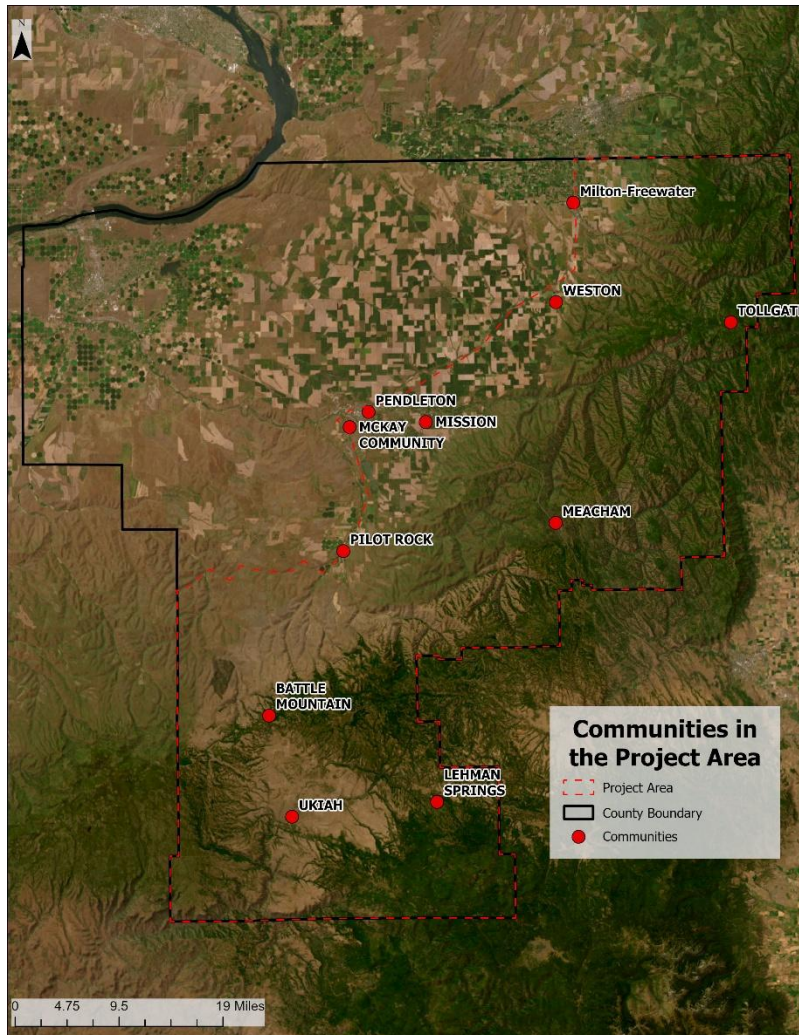 N
Milton-Freewater
WESTON
TOLLGATE
PENDLETON
MCKAY
COMMUNITY
MISSION
MEACHAM
PILOT ROCK
BATTLE
MOUNTAIN
LEHMAN
SPRINGS
UKIAH
Communities in
the Project Area
Project Area
County Boundary
Communities
0 4.75 9.5 19 Miles